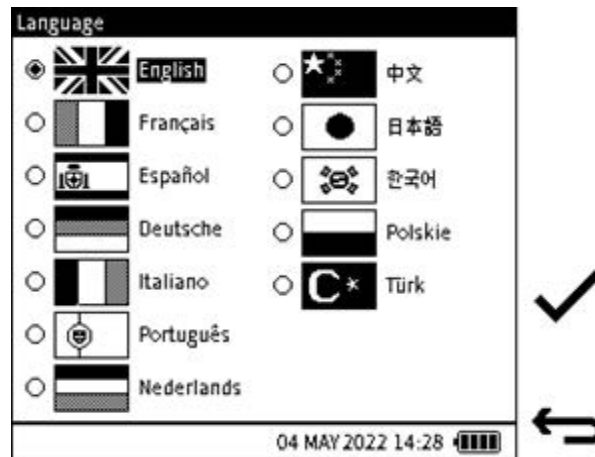 Language
English
Français
Español
Deutsche
Italiano
Português
Nederlands
中文
日本語
한국어
Polskie
Türk
04 MAY 2022 14:28